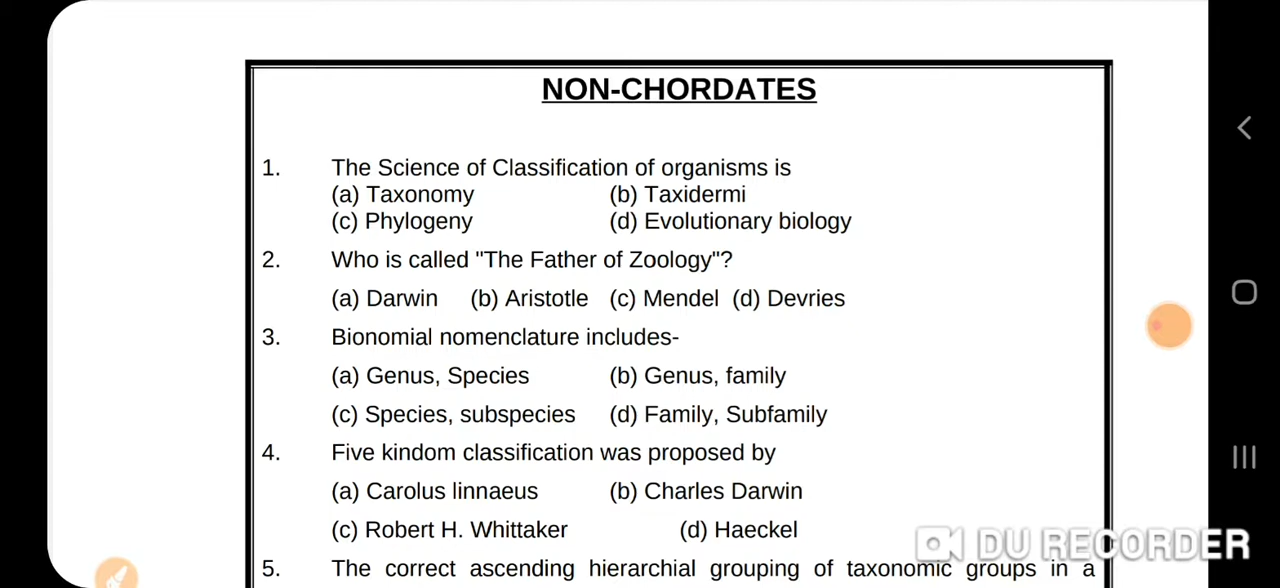 NON-CHORDATES
1. The Science of Classification of organisms is
(a) Taxonomy (b) Taxidermi
(c) Phylogeny (d) Evolutionary biology
2. Who is called "The Father of Zoology"?
(a) Darwin (b) Aristotle (c) Mendel (d) Devries
3. Bionomial nomenclature includes-
(a) Genus, Species (b) Genus, family
(c) Species, subspecies (d) Family, Subfamily
4. Five kindom classification was proposed by
(a) Carolus linnaeus (b) Charles Darwin
(c) Robert H. Whittaker (d) Haeckel
DU RECORDER
5. The correct ascending hierarchial grouping of taxonomic groups in a